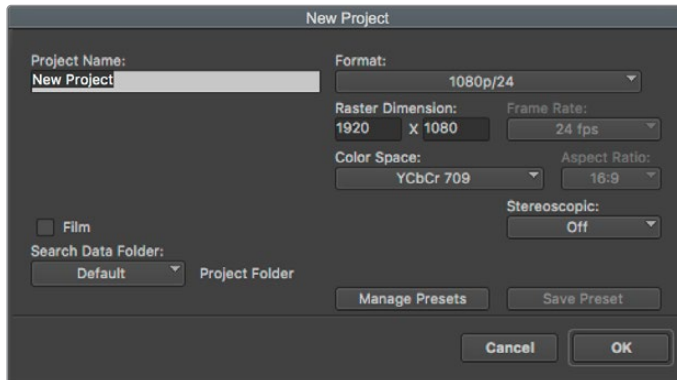 New Project
Project Name:
New Project
Format:
1080p/24
Raster Dimension:
Frame Rate:
1920 x 1080
24 fps
Color Space:
Aspect Ratio:
YCbCr 709
16:9
Stereoscopic:
Off
Film
Search Data Folder:
Default
Project Folder
Manage Presets
Save Preset
Cancel
OK